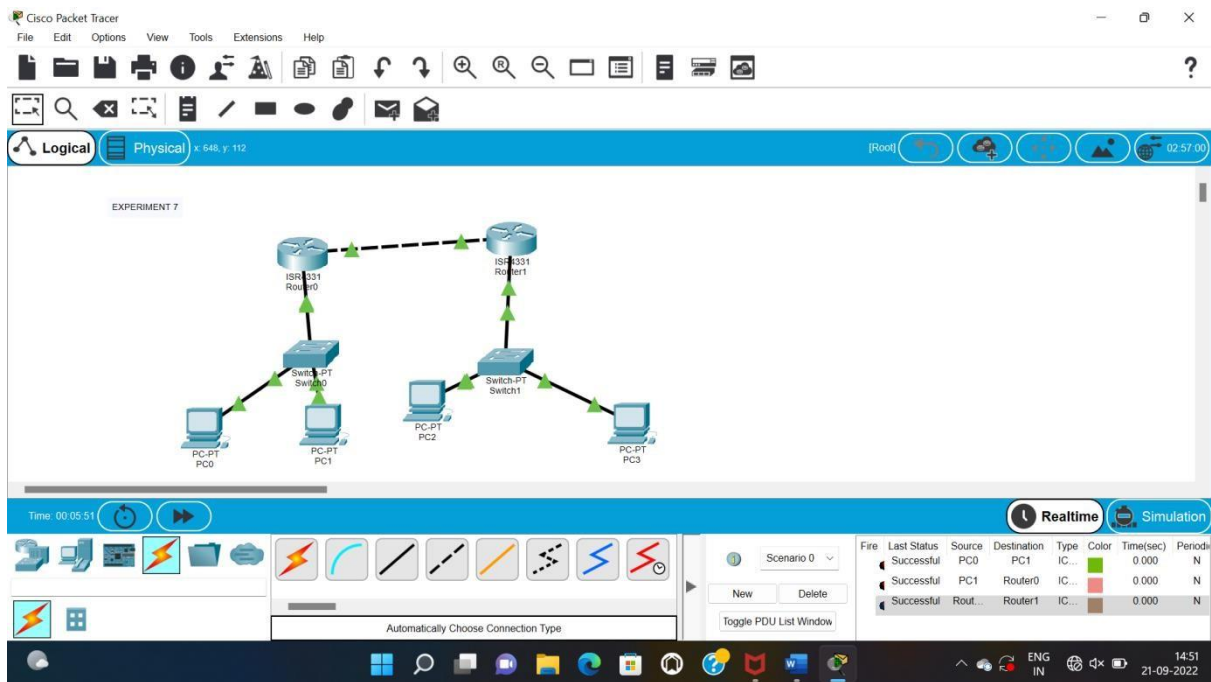 Cisco Packet Tracer
File Edit Options View Tools Extensions Help
Logical Physical x: 648, y: 112 [Root] 02:57:00
EXPERIMENT 7
ISR4331
Router0
ISR4331
Router1
Switch-PT
Switch0
Switch-PT
Switch1
PC-PT
PC0
PC-PT
PC1
PC-PT
PC2
PC-PT
PC3
Time: 00:05:51 Realtime Simulation
Scenario 0
New Delete
Toggle PDU List Window
Automatically Choose Connection Type
Fire Last Status Source Destination Type Color Time(sec) Periodi
Successful PC0 PC1 IC... 0.000 N
Successful PC1 Router0 IC... 0.000 N
Successful Rout... Router1 IC... 0.000 N
ENG
IN
14:51
21-09-2022